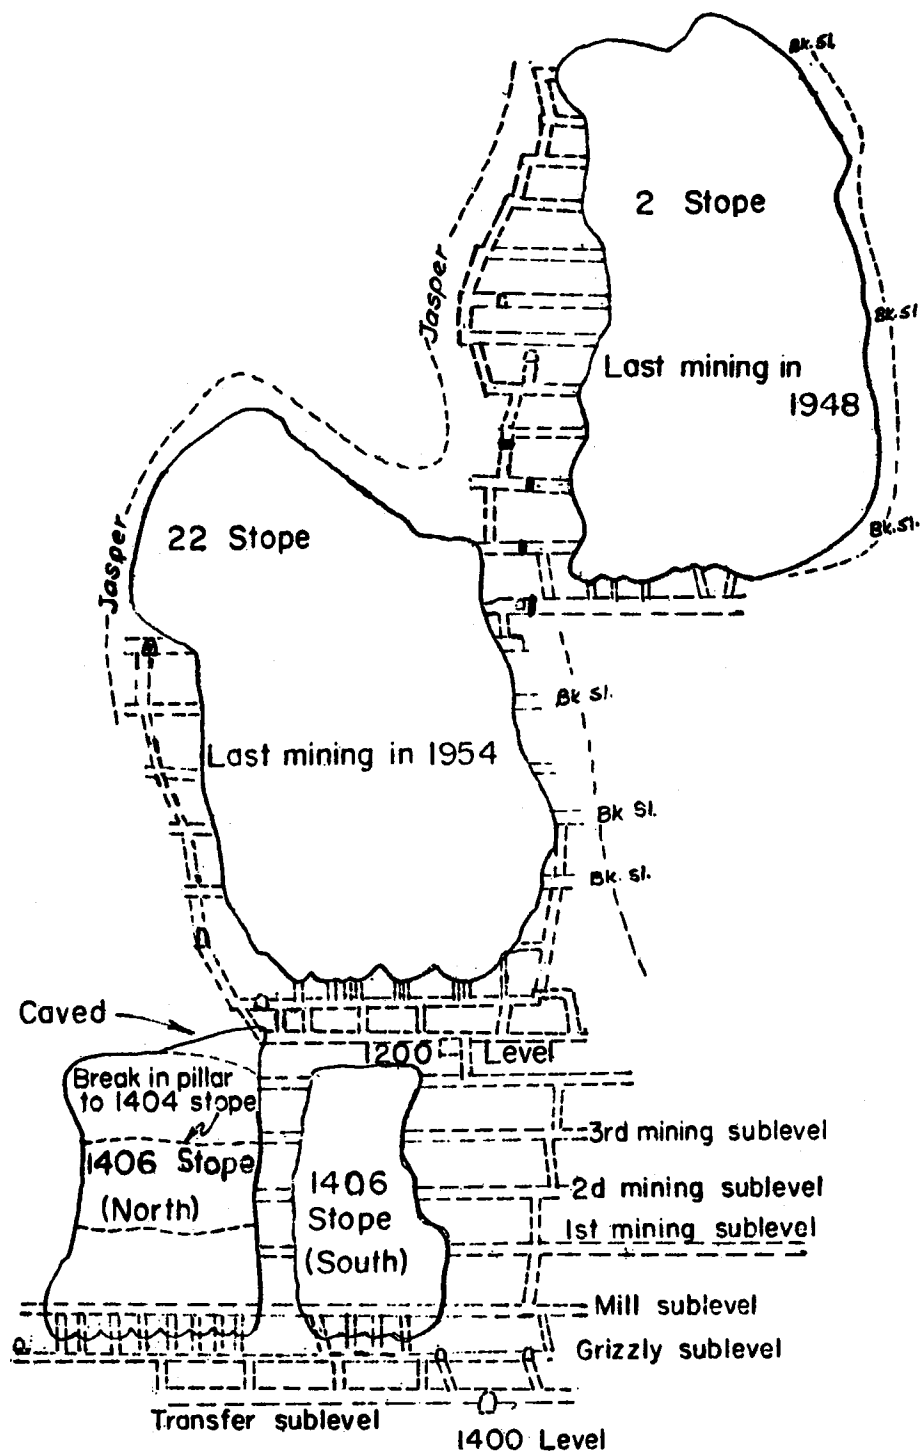 Bk. Sl.
2 Stope
Jasper
Bk. Sl
Last mining in
1948
22 Stope
Bk. Sl.
Jasper
Bk Sl.
Last mining in 1954
Bk Sl.
Bk. Sl.
Caved
1200 Level
Break in pillar
to 1404 stope
3rd mining sublevel
1406 Stope
(North)
1406
Stope
(South)
2d mining sublevel
1st mining sublevel
Mill sublevel
Grizzly sublevel
Transfer sublevel
1400 Level